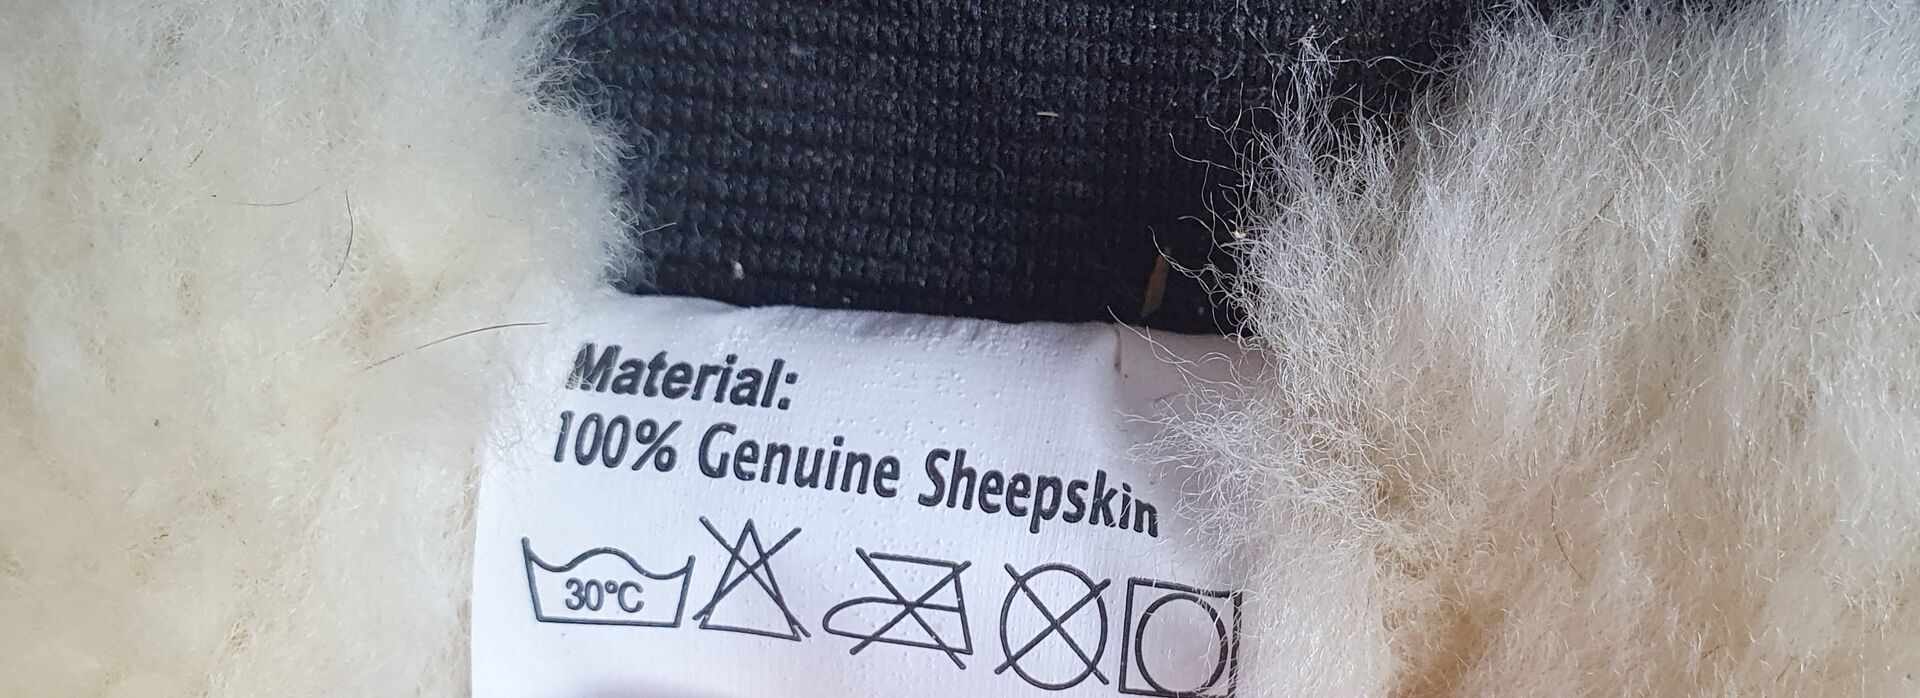 Material:
100% Genuine Sheepskin
30°C